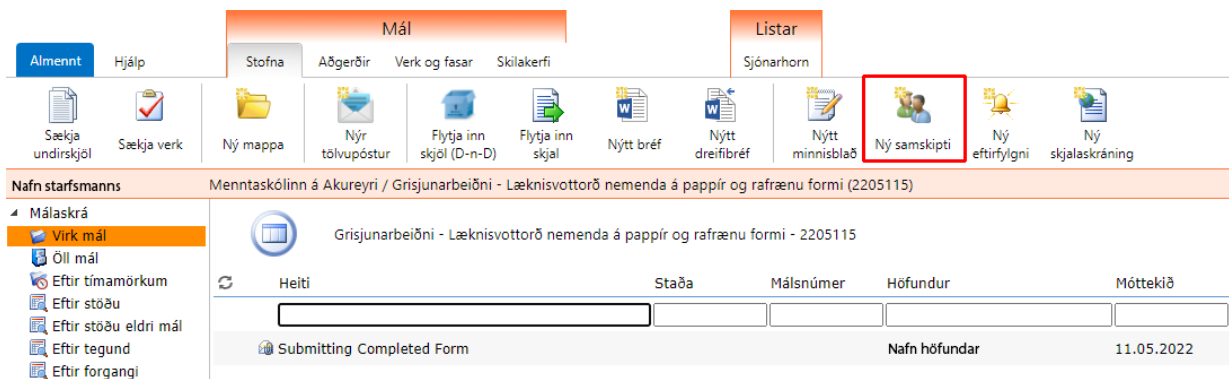 Mál
Listar
Almennt
Hjálp
Stofna
Aðgerðir
Verk og fasar
Skilakerfi
Sjónarhorn
Sækja
undirskjöl
Sækja verk
Ný mappa
Nýr
tölvupóstur
Flytja inn
skjöl (D-n-D)
Flytja inn
skjal
Nýtt bréf
Nýtt
dreifibréf
Nýtt
minnisblað
Ný samskipti
Ný
eftirfylgni
Ný
skjalaskráning
Nafn starfsmanns
Menntaskólinn á Akureyri / Grisjunarbeiðni - Læknisvottorð nemenda á pappír og rafrænu formi (2205115)
Málaskrá
Virk mál
Öll mál
Eftir tímamörkum
Eftir stöðu
Eftir stöðu eldri mál
Eftir tegund
Eftir forgangi
Grisjunarbeiðni - Læknisvottorð nemenda á pappír og rafrænu formi - 2205115
Heiti
Staða
Málsnúmer
Höfundur
Móttekið
Submitting Completed Form
Nafn höfundar
11.05.2022